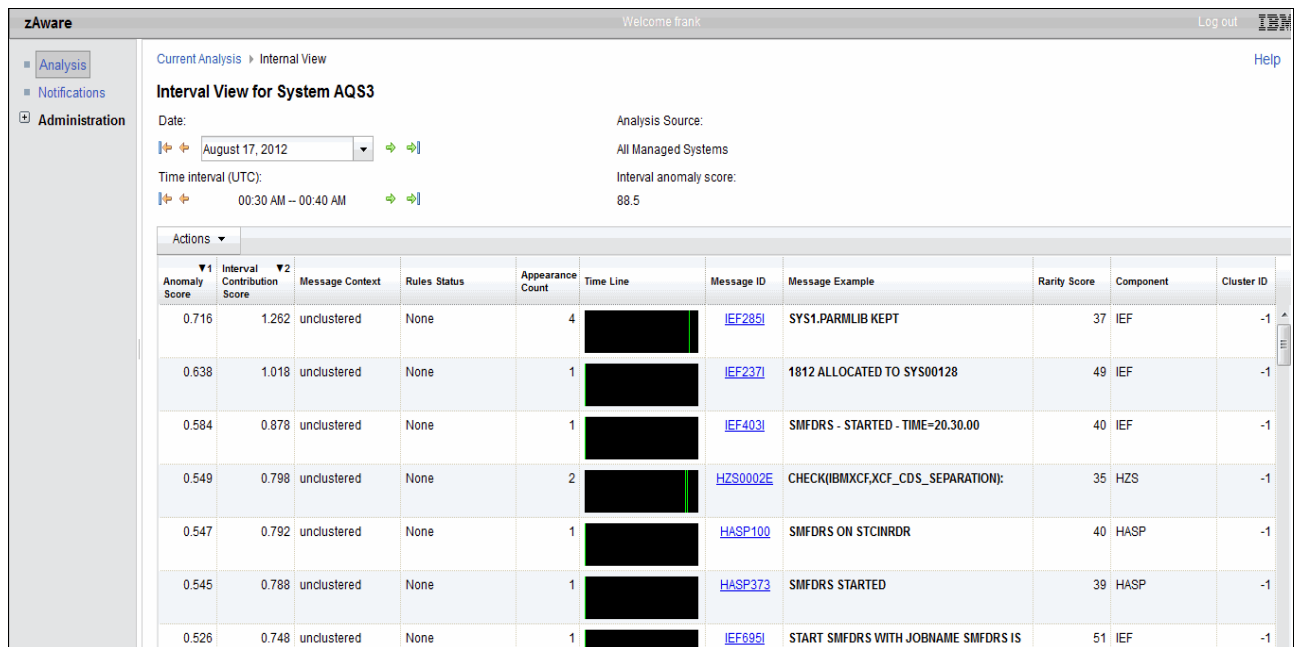 zAware
Welcome frank
Log out
IBM
Analysis
Notifications
Administration
Current Analysis
Internal View
Help
Interval View for System AQS3
Date:
Analysis Source:
August 17, 2012
All Managed Systems
Time interval (UTC):
Interval anomaly score:
00:30 AM -- 00:40 AM
88.5
Actions
1 Anomaly Score 2 Interval Contribution Score Message Context Rules Status Appearance Count Time Line Message ID Message Example Rarity Score Component Cluster ID
0.716 1.262 unclustered None 4 IEF285I SYS1.PARMLIB KEPT 37 IEF -1
0.638 1.018 unclustered None 1 IEF237I 1812 ALLOCATED TO SYS00128 49 IEF -1
0.584 0.878 unclustered None 1 IEF403I SMFDRS - STARTED - TIME=20.30.00 40 IEF -1
0.549 0.798 unclustered None 2 HZS0002E CHECK(IBMXCF,XCF_CDS_SEPARATION): 35 HZS -1
0.547 0.792 unclustered None 1 HASP100 SMFDRS ON STCINRDR 40 HASP -1
0.545 0.788 unclustered None 1 HASP373 SMFDRS STARTED 39 HASP -1
0.526 0.748 unclustered None 1 IEF695I START SMFDRS WITH JOBNAME SMFDRS IS 51 IEF -1